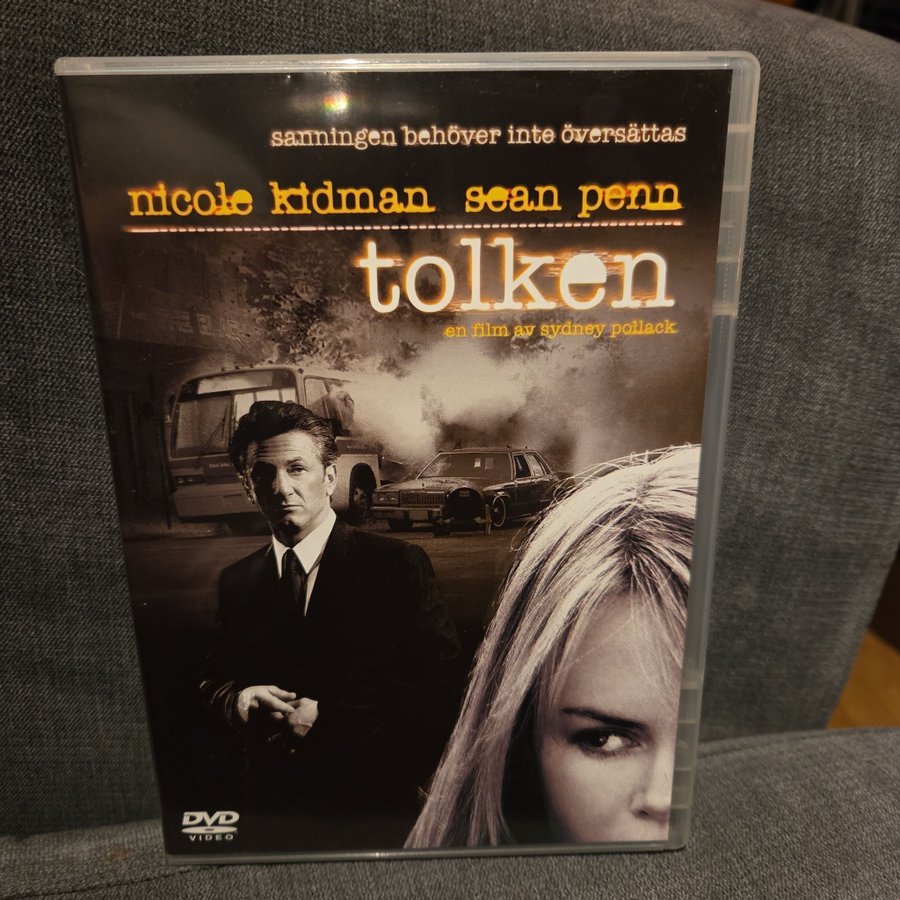 sanningen behöver inte översättas
nicole kidman sean penn
tolken
en film av sydney pollack
DVD
VIDEO